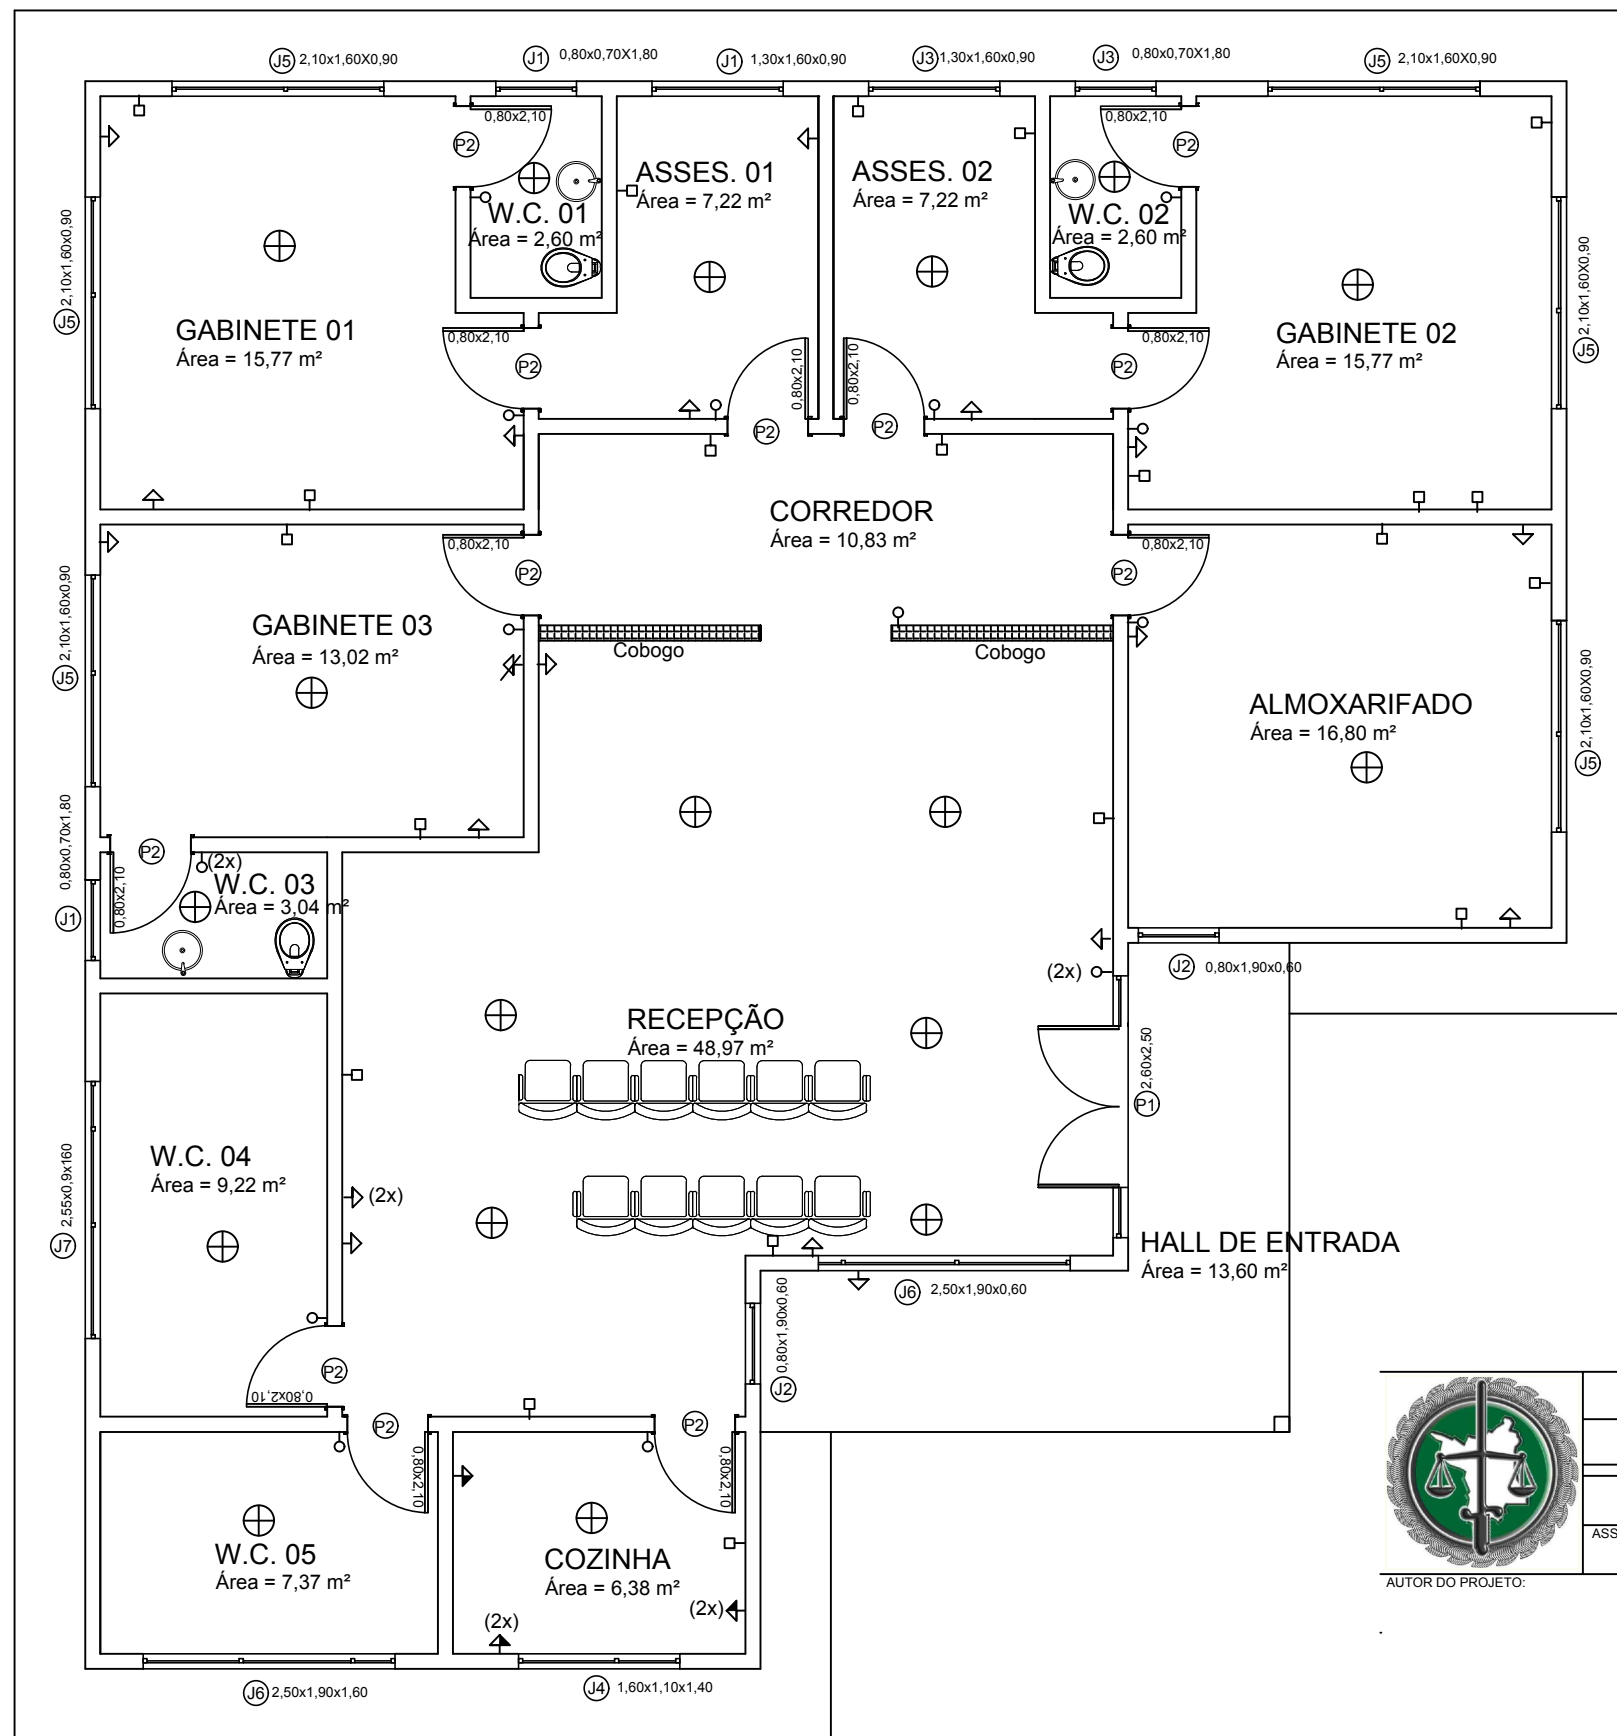 J5 2,10x1,60X0,90
J1 0,80x0,70X1,80
J1 1,30x1,60x0,90
J3 1,30x1,60x0,90
J3 0,80x0,70X1,80
J5 2,10x1,60X0,90
0,80x2,10
P2
0,80x2,10
P2
ASSES. 01
Área = 7,22 m²
ASSES. 02
Área = 7,22 m²
W.C. 01
Área = 2,60 m²
W.C. 02
Área = 2,60 m²
J5 2,10x1,60x0,90
J5 2,10x1,60X0,90
GABINETE 01
Área = 15,77 m²
0,80x2,10
P2
0,80x2,10
0,80x2,10
0,80x2,10
P2
GABINETE 02
Área = 15,77 m²
P2
P2
CORREDOR
Área = 10,83 m²
0,80x2,10
P2
0,80x2,10
P2
J5 2,10x1,60x0,90
GABINETE 03
Área = 13,02 m²
Cobogo
Cobogo
ALMOXARIFADO
Área = 16,80 m²
J5 2,10x1,60X0,90
P2
0,80x2,10
J1 0,80x0,70x1,80
(2x)
W.C. 03
Área = 3,04 m²
(2x)
J2 0,80x1,90x0,60
RECEPÇÃO
Área = 48,97 m²
P1 2,60x2,50
W.C. 04
Área = 9,22 m²
J7 2,55x0,9x160
(2x)
HALL DE ENTRADA
Área = 13,60 m²
J6 2,50x1,90x0,60
J2 0,80x1,90x0,60
P2
0,80x2,10
P2
0,80x2,10
P2
0,80x2,10
W.C. 05
Área = 7,37 m²
COZINHA
Área = 6,38 m²
(2x)
(2x)
J6 2,50x1,90x1,60
J4 1,60x1,10x1,40
ASS
AUTOR DO PROJETO: